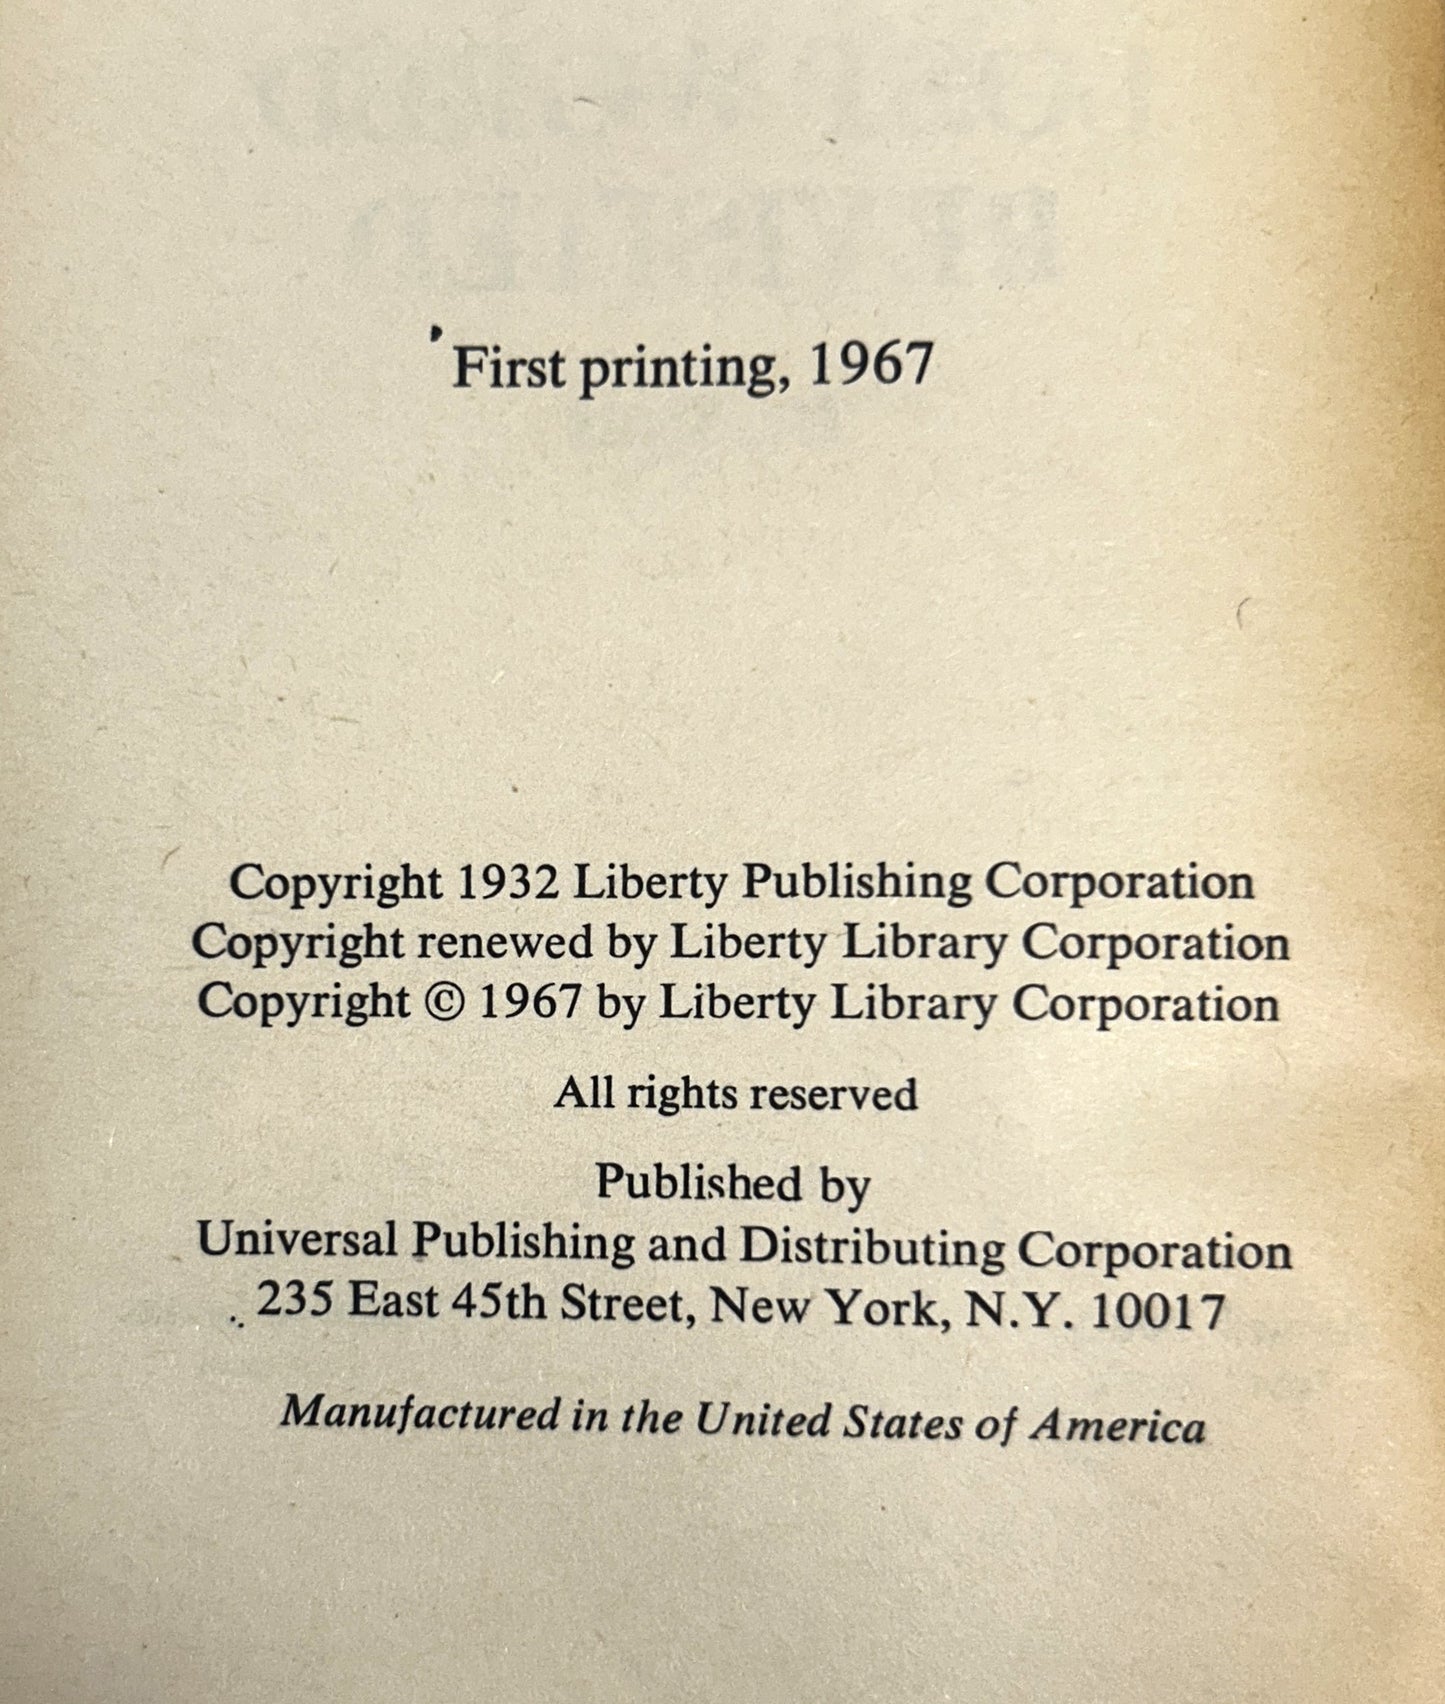 First printing, 1967
Copyright 1932 Liberty Publishing Corporation
Copyright renewed by Liberty Library Corporation
Copyright © 1967 by Liberty Library Corporation
All rights reserved
Published by
Universal Publishing and Distributing Corporation
235 East 45th Street, New York, N.Y. 10017
Manufactured in the United States of America